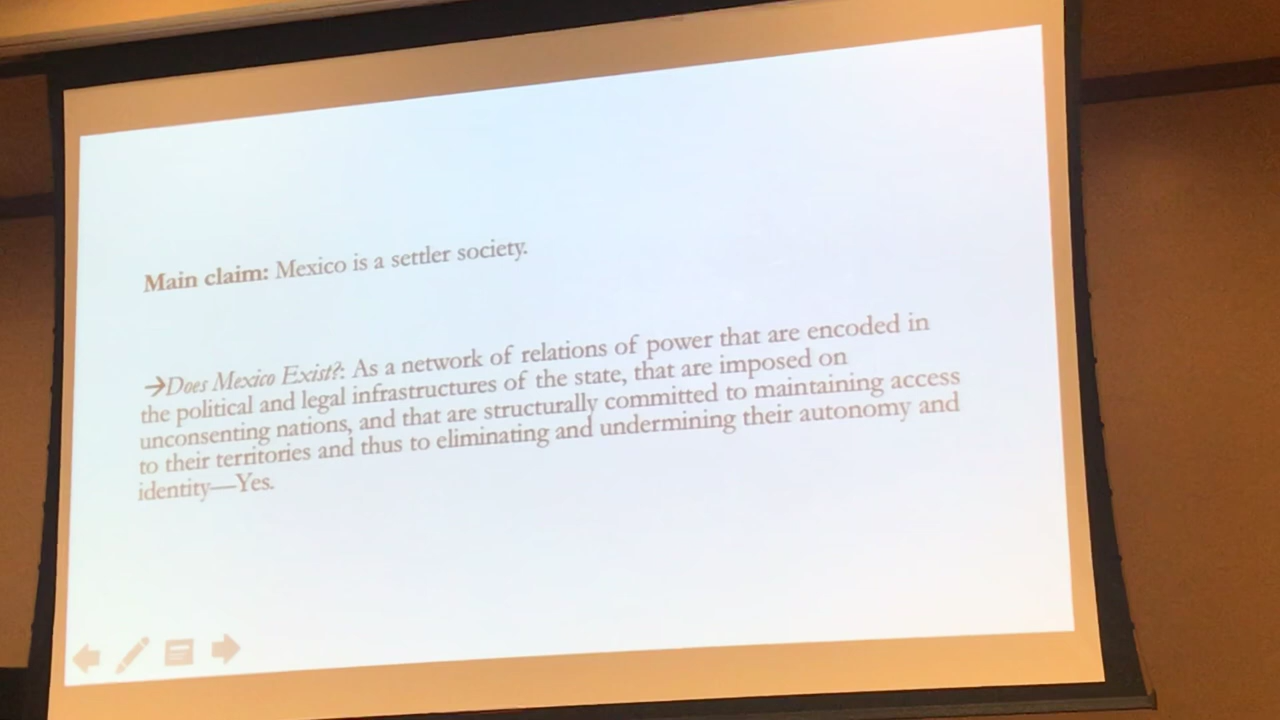 Main claim: Mexico is a settler society.
→Does Mexico Exist?: As a network of relations of power that are encoded in
the political and legal infrastructures of the state, that are imposed on
unconsenting nations, and that are structurally committed to maintaining access
to their territories and thus to eliminating and undermining their autonomy and
identity—Yes.